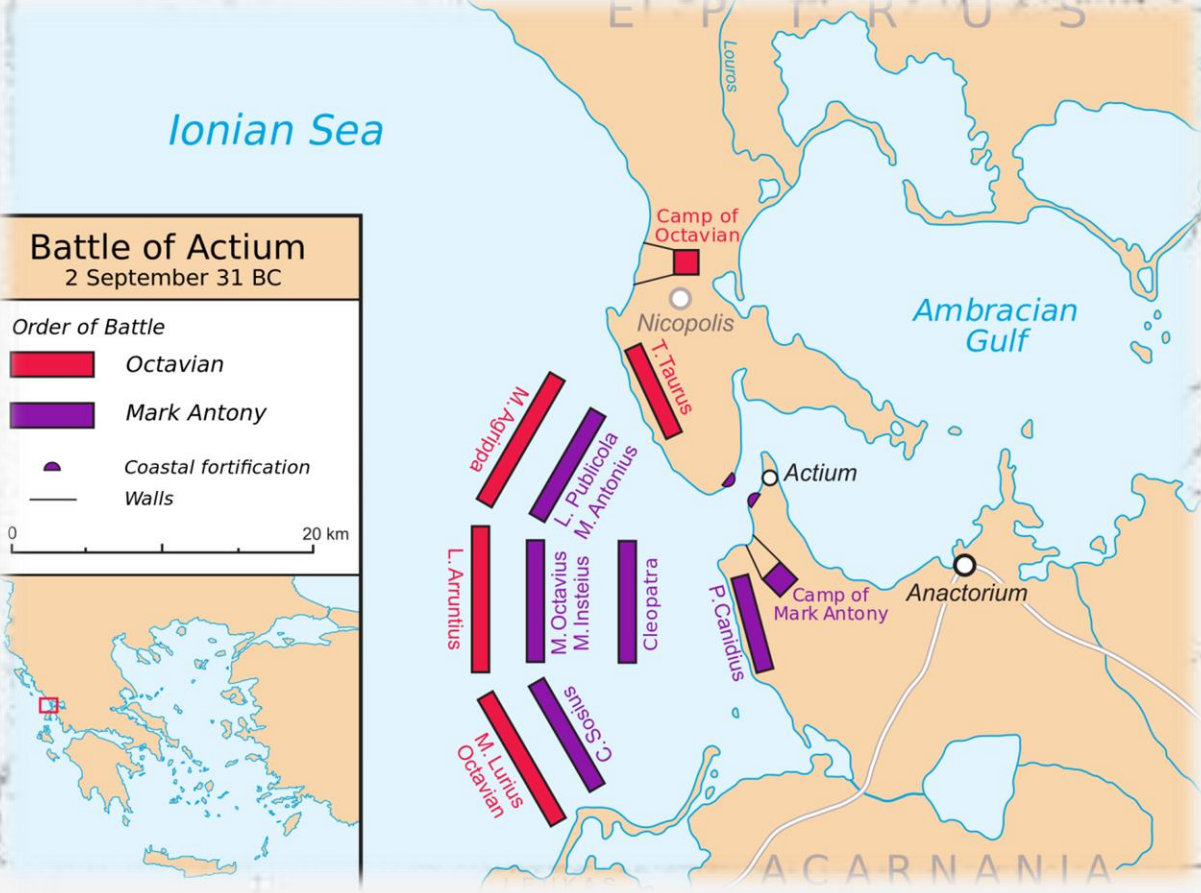 EPIRUS
Louros
Ionian Sea
Camp of
Octavian
Battle of Actium
2 September 31 BC
Nicopolis
Ambracian
Gulf
Order of Battle
Octavian
Mark Antony
Coastal fortification
Walls
0 20 km
T. Taurus
M. Agrippa
L. Publicola
M. Antonius
Actium
L. Arruntius
M. Octavius
M. Insteius
Cleopatra
P. Canidius
Camp of
Mark Antony
Anactorium
C. Sosius
M. Lurius
Octavian
ACARNANIA
LEUKAS